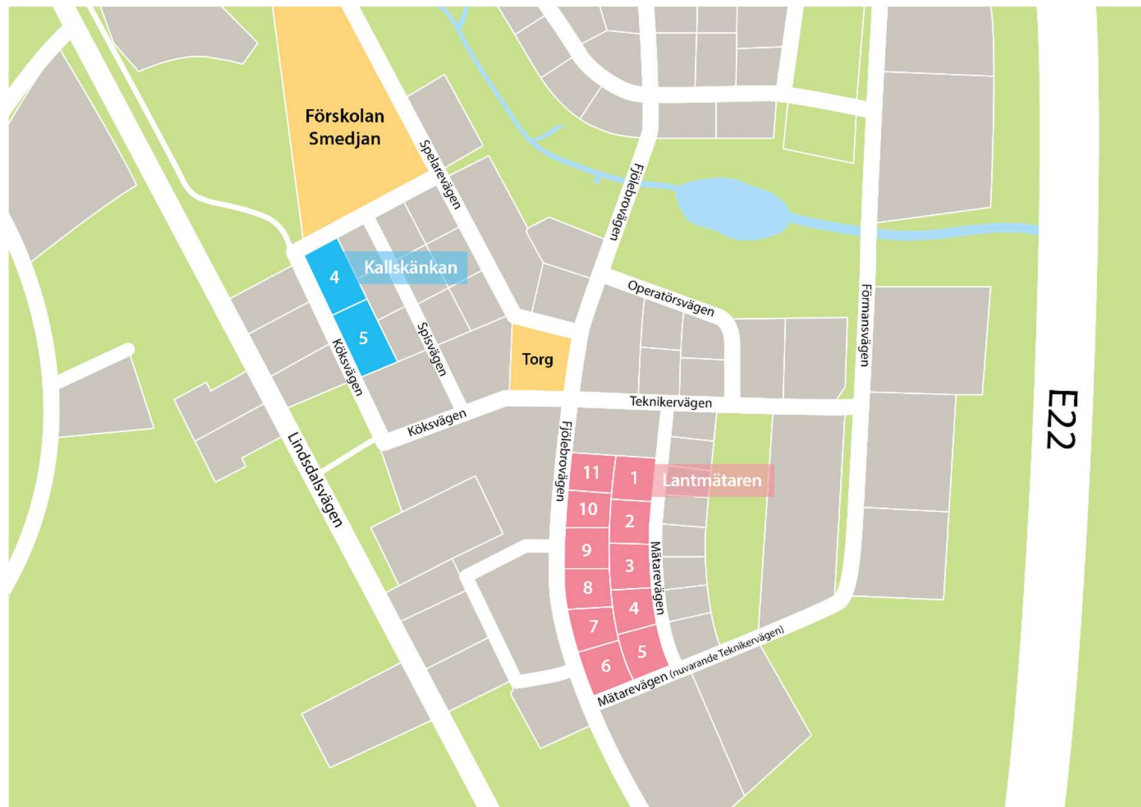 Förskolan
Smedjan
Spelarevägen
Fjölebrovägen
Kallskänkan
4
5
Operatörsvägen
Förmansvägen
Köksvägen
Spisvägen
Torg
Teknikervägen
Köksvägen
E22
Lindsdalsvägen
Fjölebrovägen
11
1
Lantmätaren
10
2
9
3
Mätarevägen
8
4
7
5
6
Mätarevägen (nuvarande Teknikervägen)